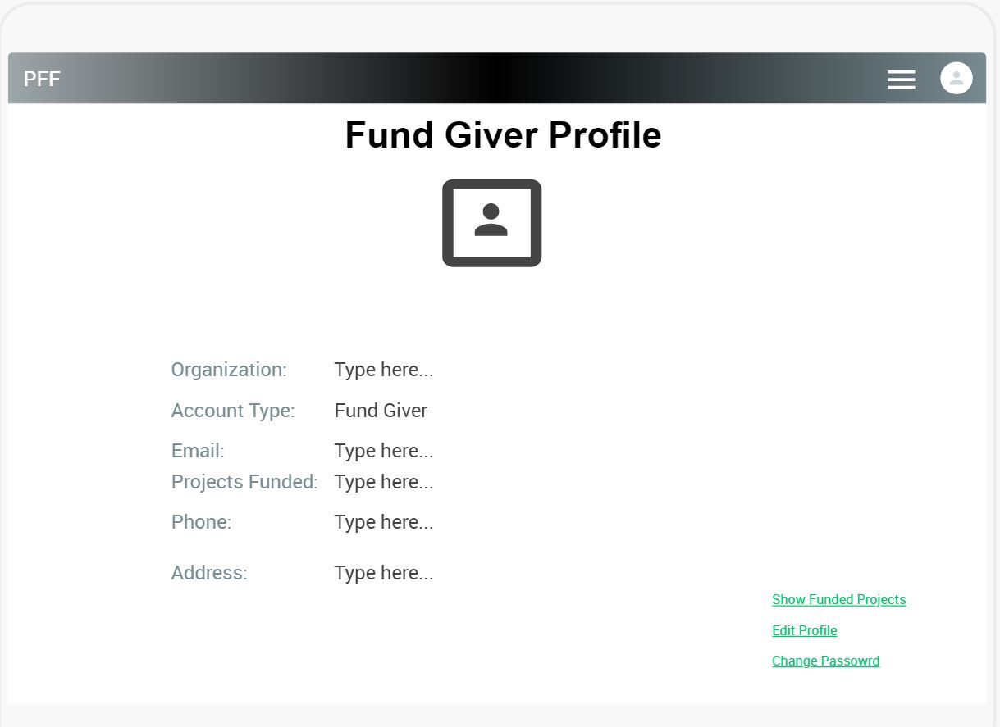 PFF
Fund Giver Profile
Organization: Type here...
Account Type: Fund Giver
Email: Type here...
Projects Funded: Type here...
Phone: Type here...
Address: Type here...
Show Funded Projects
Edit Profile
Change Passowrd